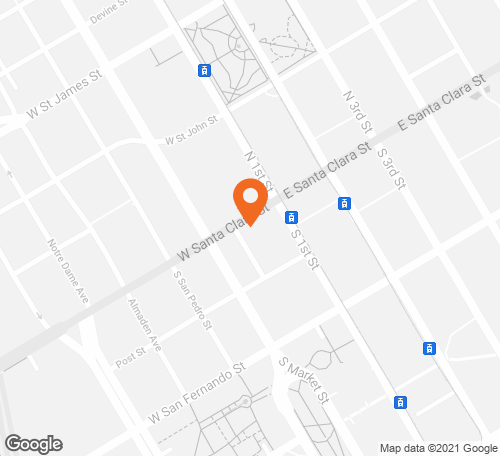 Devine St
W St James St
W St John St
N 3rd St
E Santa Clara St
N 1st St
E Santa Clara St
S 3rd St
W Santa Clara St
S 1st St
Notre Dame Ave
S San Pedro St
Almaden Ave
Post St
S Market St
W San Fernando St
Google
Map data ©2021 Google